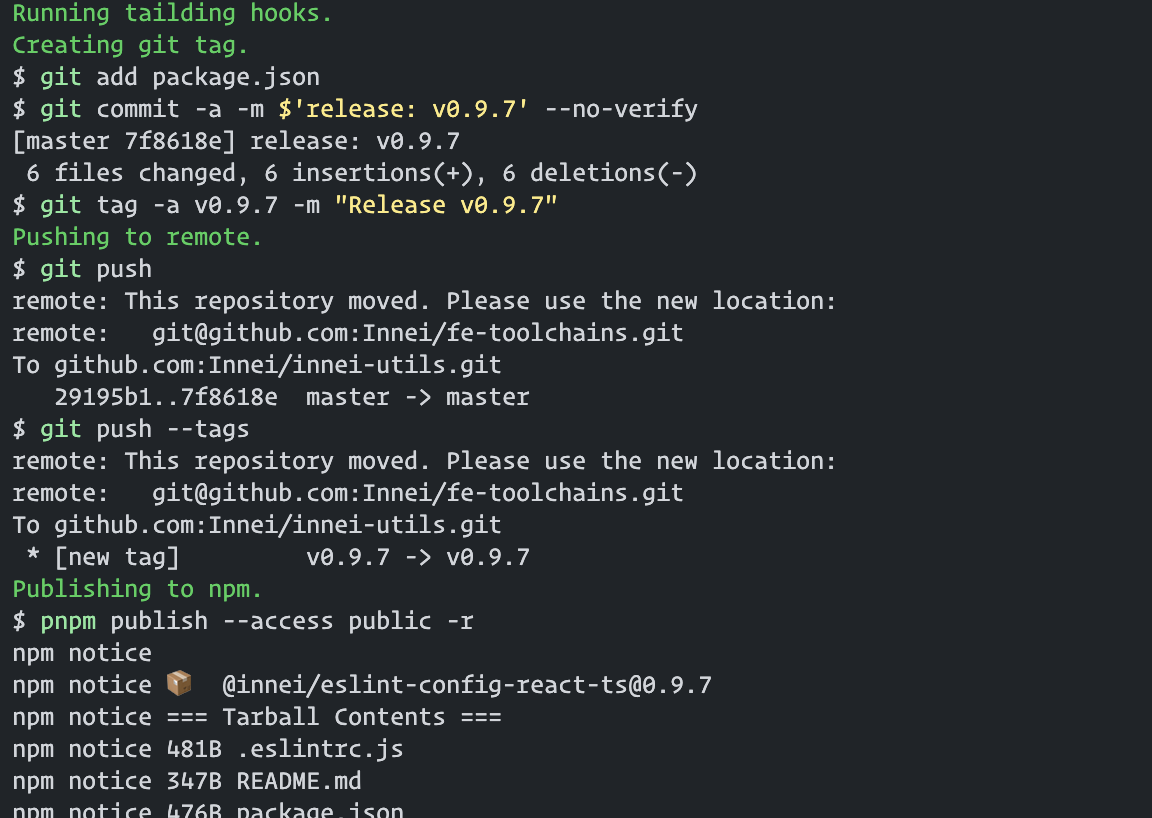 Running tailding hooks.
Creating git tag.
$ git add package.json
$ git commit -a -m $'release: v0.9.7' --no-verify
[master 7f8618e] release: v0.9.7
 6 files changed, 6 insertions(+), 6 deletions(-)
$ git tag -a v0.9.7 -m "Release v0.9.7"
Pushing to remote.
$ git push
remote: This repository moved. Please use the new location:
remote:   git@github.com:Innei/fe-toolchains.git
To github.com:Innei/innei-utils.git
   29195b1..7f8618e  master -> master
$ git push --tags
remote: This repository moved. Please use the new location:
remote:   git@github.com:Innei/fe-toolchains.git
To github.com:Innei/innei-utils.git
 * [new tag]         v0.9.7 -> v0.9.7
Publishing to npm.
$ pnpm publish --access public -r
npm notice
npm notice 📦  @innei/eslint-config-react-ts@0.9.7
npm notice === Tarball Contents ===
npm notice 481B .eslintrc.js
npm notice 347B README.md
npm notice 476B package.json